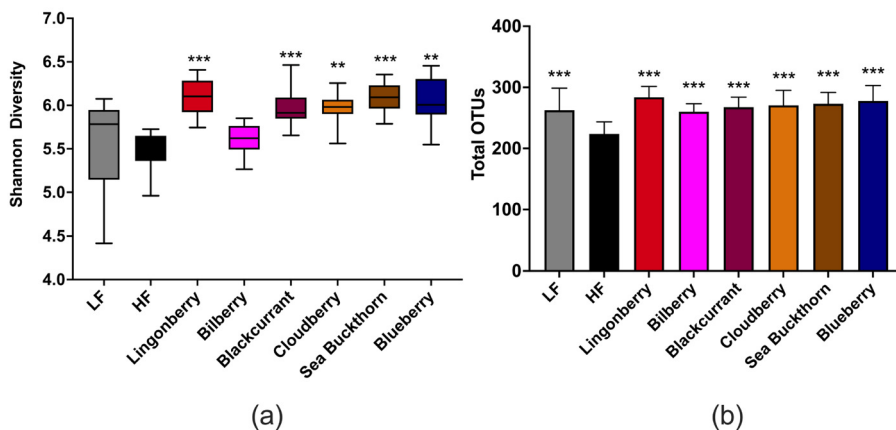 Shannon Diversity
7.0
6.5
6.0
5.5
5.0
4.5
4.0
***
***
**
***
**
LF
HF
Lingonberry
Bilberry
Blackcurrant
Cloudberry
Sea Buckthorn
Blueberry
(a)
Total OTUs
400
300
200
100
0
***
***
***
***
***
***
***
LF
HF
Lingonberry
Bilberry
Blackcurrant
Cloudberry
Sea Buckthorn
Blueberry
(b)